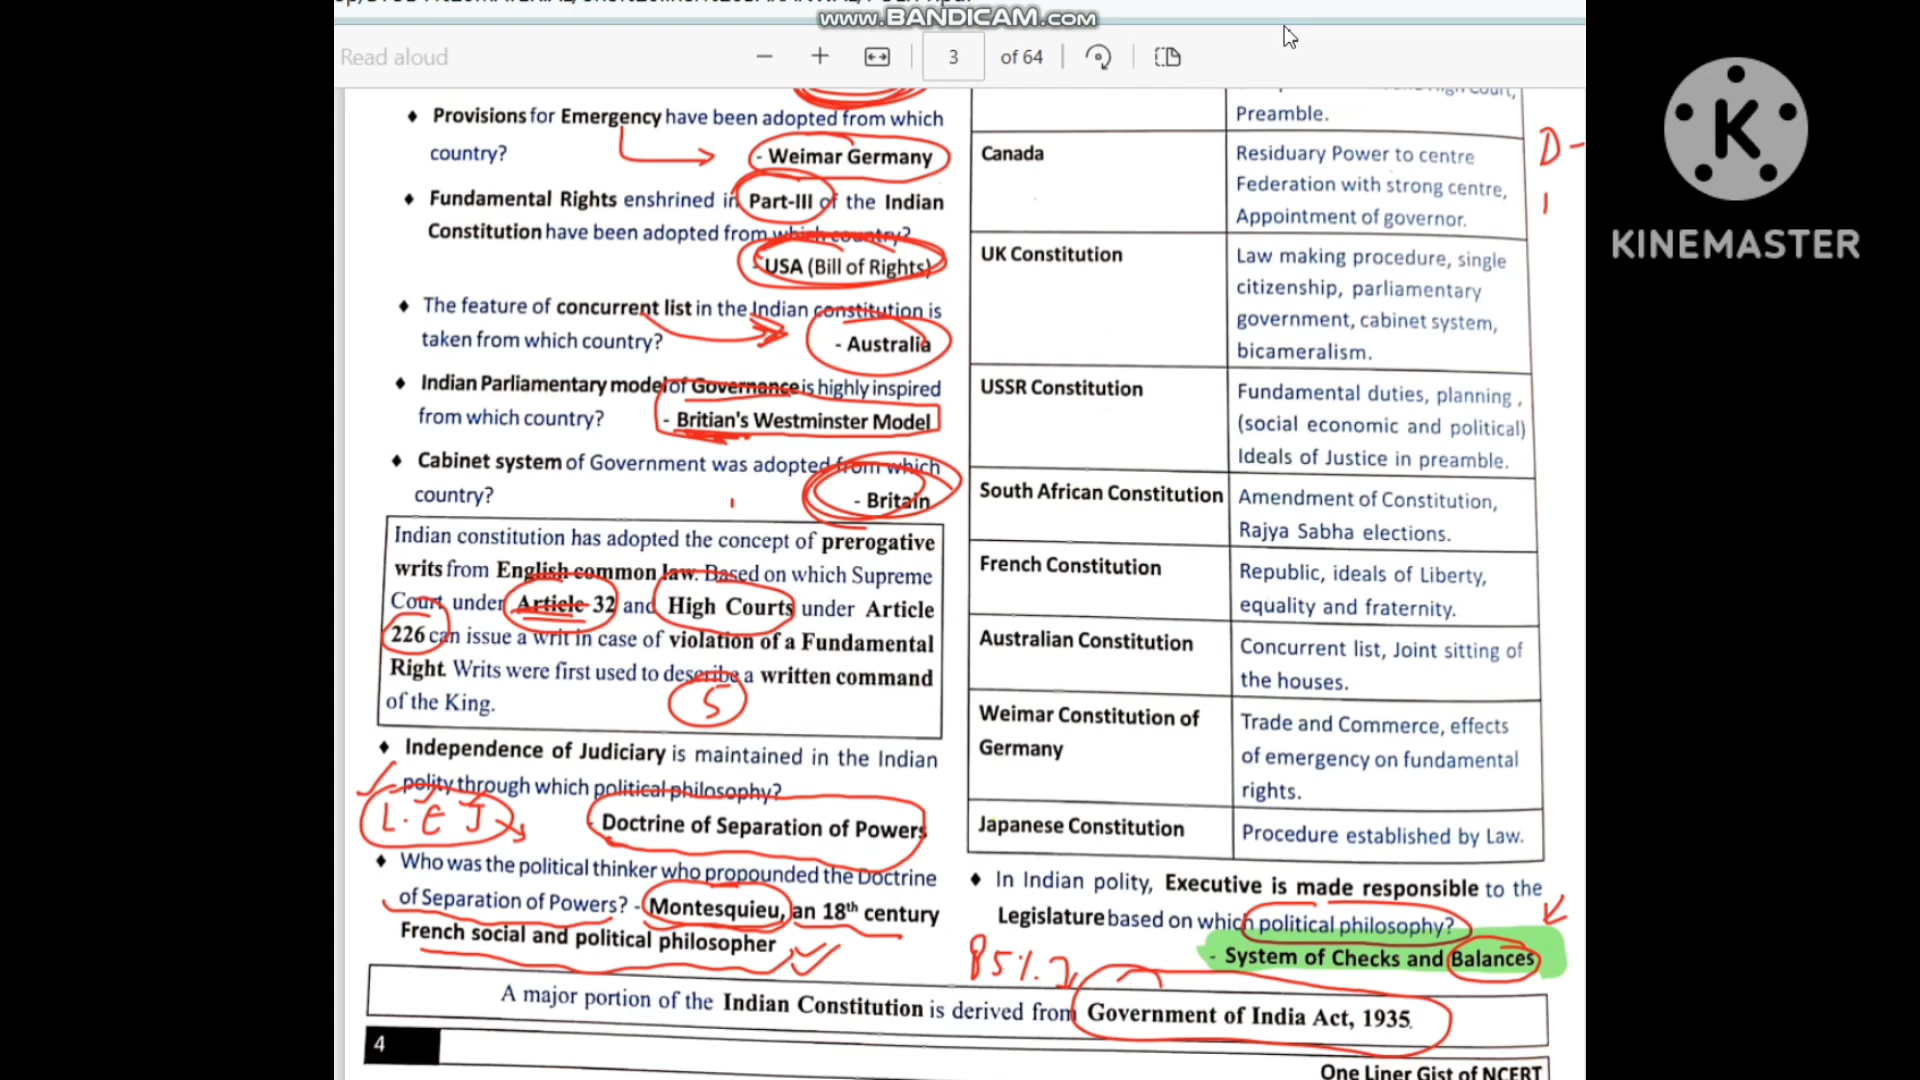 www.BANDICAM.com
Read aloud
3 of 64
KINEMASTER
♦ Provisions for Emergency have been adopted from which
country?
- Weimar Germany
♦ Fundamental Rights enshrined in Part-III of the Indian
Constitution have been adopted from which country?
- USA (Bill of Rights)
♦ The feature of concurrent list in the Indian constitution is
taken from which country?
- Australia
♦ Indian Parliamentary model of Governance is highly inspired
from which country?
- Britian's Westminster Model
♦ Cabinet system of Government was adopted from which
country?
- Britain
Indian constitution has adopted the concept of prerogative
writs from English common law. Based on which Supreme
Court under Article 32 and High Courts under Article
226 can issue a writ in case of violation of a Fundamental
Right. Writs were first used to describe a written command
of the King.
5
♦ Independence of Judiciary is maintained in the Indian
polity through which political philosophy?
L. E J
Doctrine of Separation of Powers
♦ Who was the political thinker who propounded the Doctrine
of Separation of Powers? - Montesquieu, an 18th century
French social and political philosopher
Preamble.
Canada
Residuary Power to centre
Federation with strong centre,
Appointment of governor.
D-
UK Constitution
Law making procedure, single
citizenship, parliamentary
government, cabinet system,
bicameralism.
USSR Constitution
Fundamental duties, planning ,
(social economic and political)
Ideals of Justice in preamble.
South African Constitution
Amendment of Constitution,
Rajya Sabha elections.
French Constitution
Republic, ideals of Liberty,
equality and fraternity.
Australian Constitution
Concurrent list, Joint sitting of
the houses.
Weimar Constitution of
Germany
Trade and Commerce, effects
of emergency on fundamental
rights.
Japanese Constitution
Procedure established by Law.
♦ In Indian polity, Executive is made responsible to the
Legislature based on which political philosophy?
- System of Checks and Balances
85%
A major portion of the Indian Constitution is derived from Government of India Act, 1935.
4
One Liner Gist of NCERT